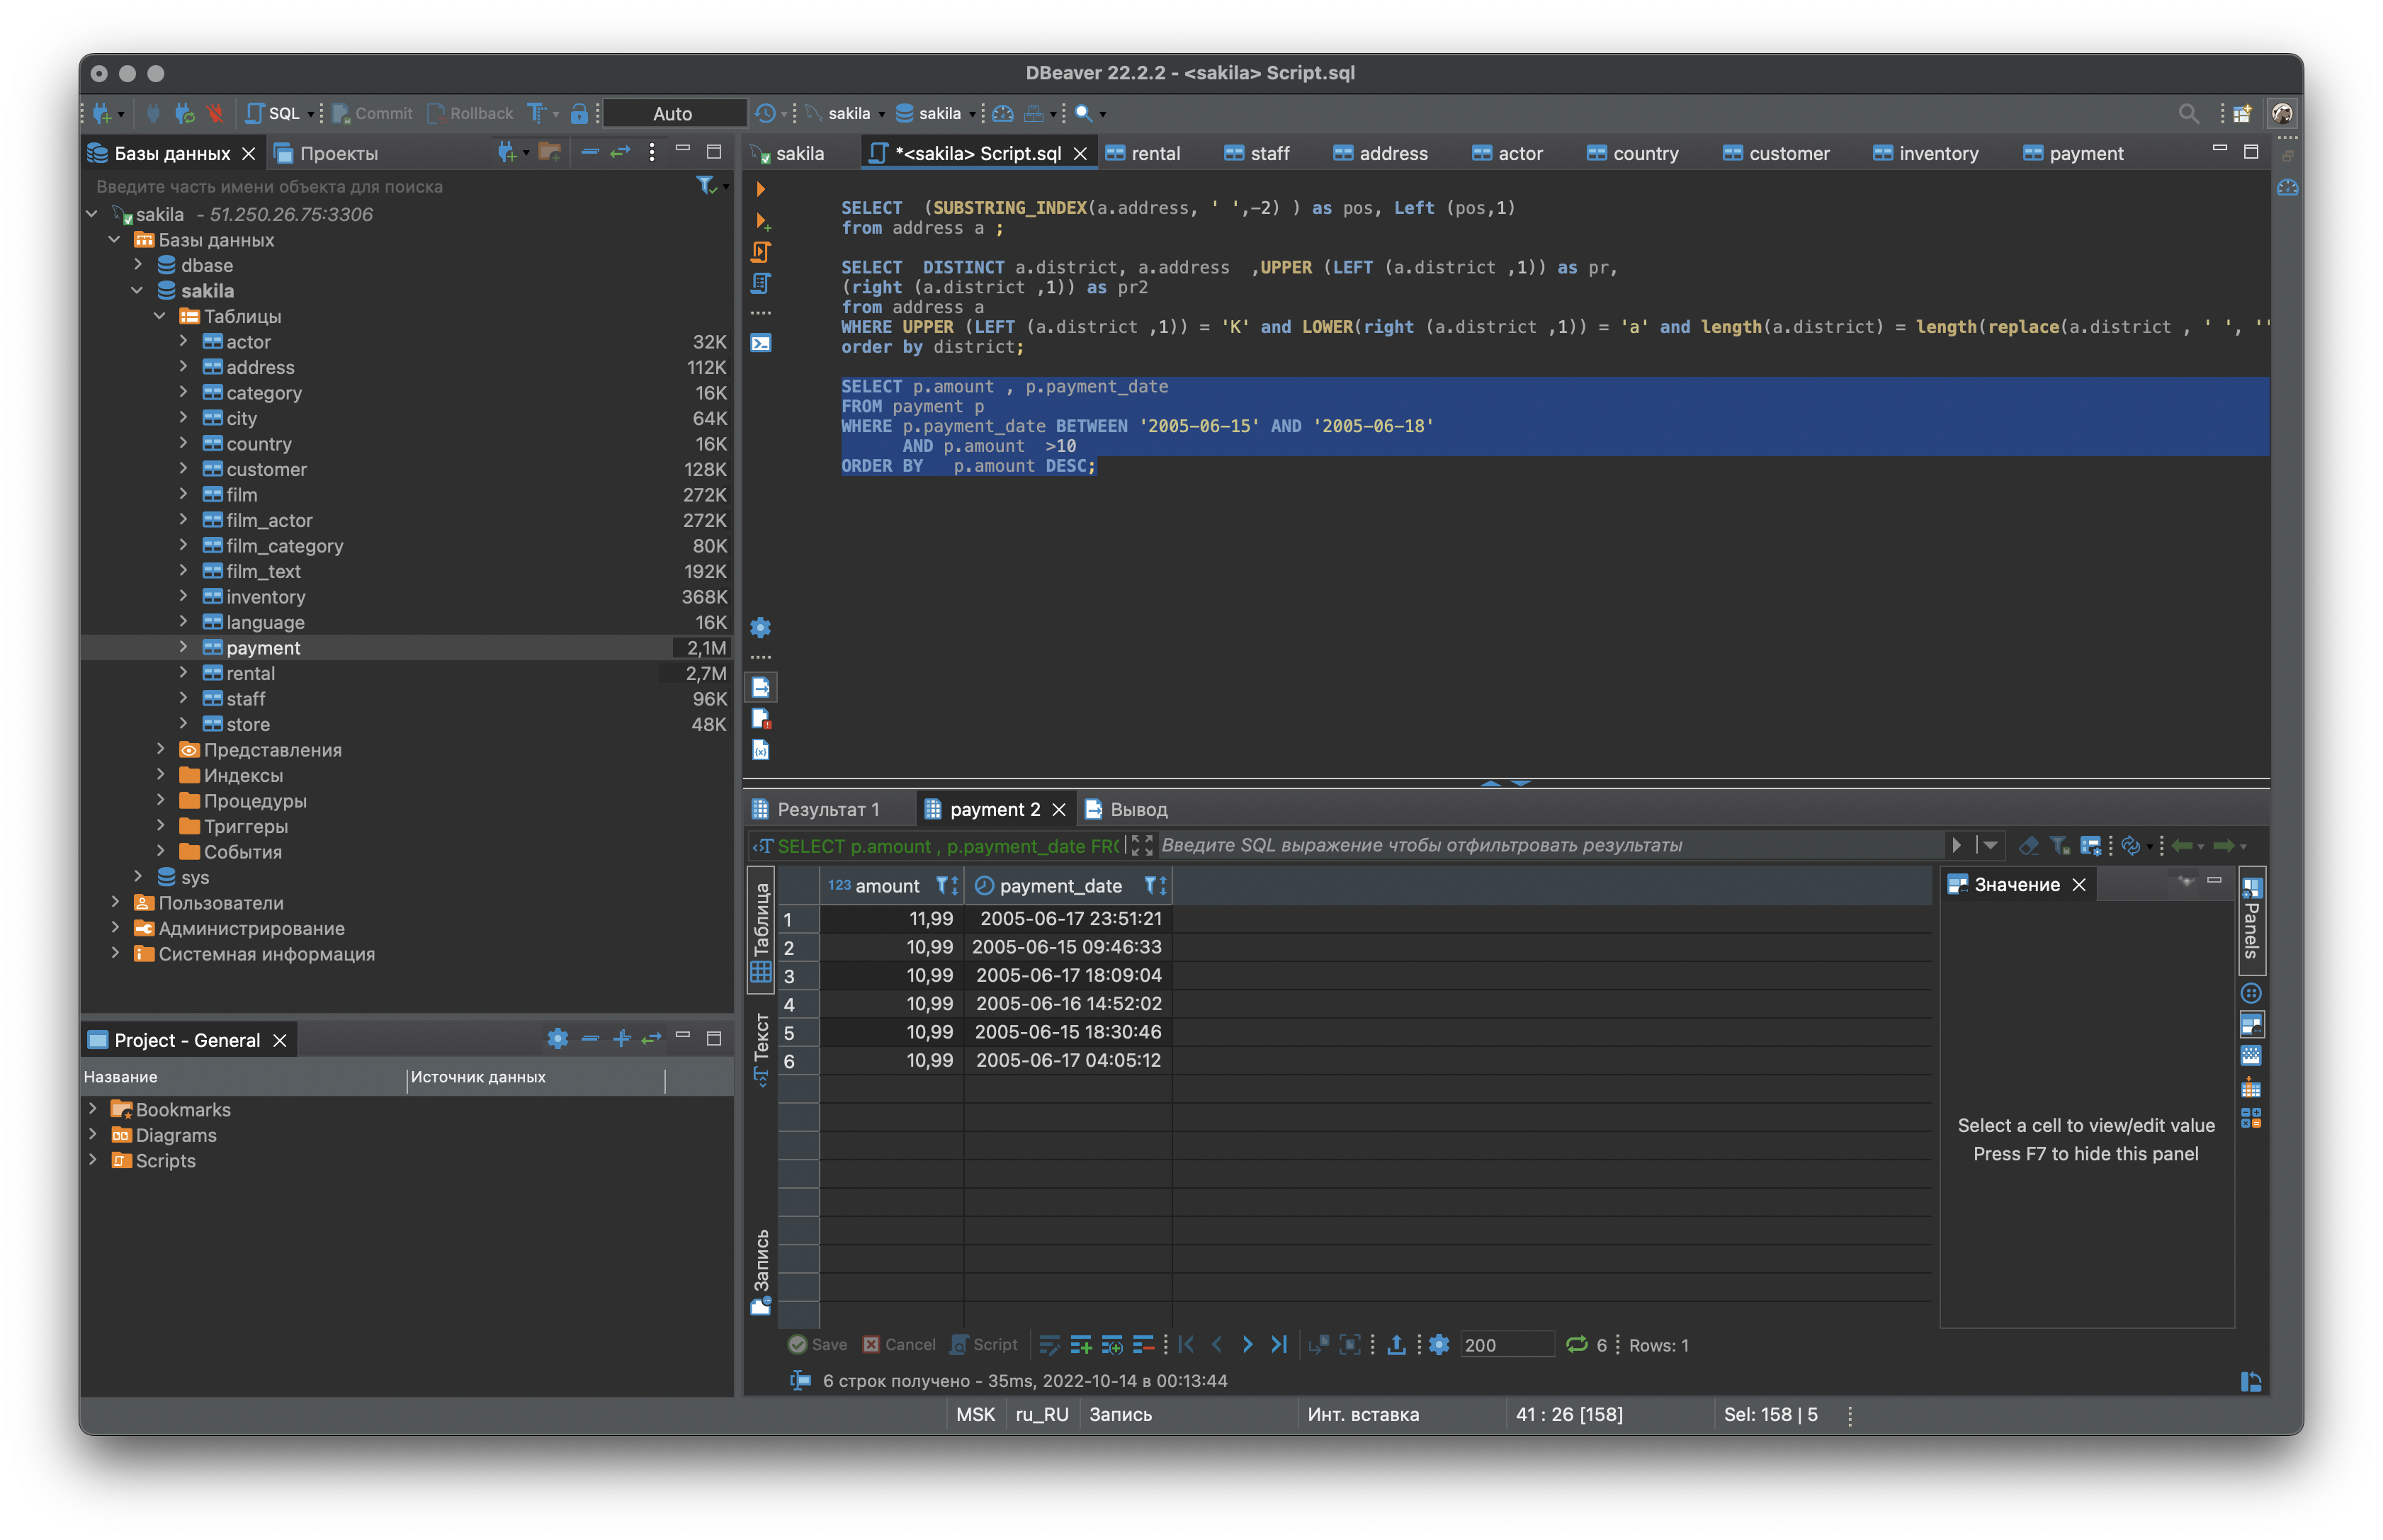 DBeaver 22.2.2 - <sakila> Script.sql
SQL Commit Rollback Auto sakila sakila
Базы данных Проекты
sakila *<sakila> Script.sql rental staff address actor country customer inventory payment
Введите часть имени объекта для поиска
sakila - 51.250.26.75:3306
Базы данных
dbase
sakila
Таблицы
actor 32K
address 112K
category 16K
city 64K
country 16K
customer 128K
film 272K
film_actor 272K
film_category 80K
film_text 192K
inventory 368K
language 16K
payment 2,1M
rental 2,7M
staff 96K
store 48K
Представления
Индексы
Процедуры
Триггеры
События
sys
Пользователи
Администрирование
Системная информация
Project - General
Название Источник данных
Bookmarks
Diagrams
Scripts
SELECT  (SUBSTRING_INDEX(a.address, ' ',-2) ) as pos, Left (pos,1)
from address a ;
SELECT  DISTINCT a.district, a.address  ,UPPER (LEFT (a.district ,1)) as pr,
(right (a.district ,1)) as pr2
from address a
WHERE UPPER (LEFT (a.district ,1)) = 'K' and LOWER(right (a.district ,1)) = 'a' and length(a.district) = length(replace(a.district , ' ', ''
order by district;
SELECT p.amount , p.payment_date
FROM payment p
WHERE p.payment_date BETWEEN '2005-06-15' AND '2005-06-18'
AND p.amount  >10
ORDER BY   p.amount DESC;
Результат 1 payment 2 Вывод
SELECT p.amount , p.payment_date FRO Введите SQL выражение чтобы отфильтровать результаты
Таблица
Текст
Запись
123 amount payment_date
1 11,99 2005-06-17 23:51:21
2 10,99 2005-06-15 09:46:33
3 10,99 2005-06-17 18:09:04
4 10,99 2005-06-16 14:52:02
5 10,99 2005-06-15 18:30:46
6 10,99 2005-06-17 04:05:12
Значение
Select a cell to view/edit value
Press F7 to hide this panel
Panels
Save Cancel Script 200 6 Rows: 1
6 строк получено - 35ms, 2022-10-14 в 00:13:44
MSK ru_RU Запись Инт. вставка 41 : 26 [158] Sel: 158 | 5